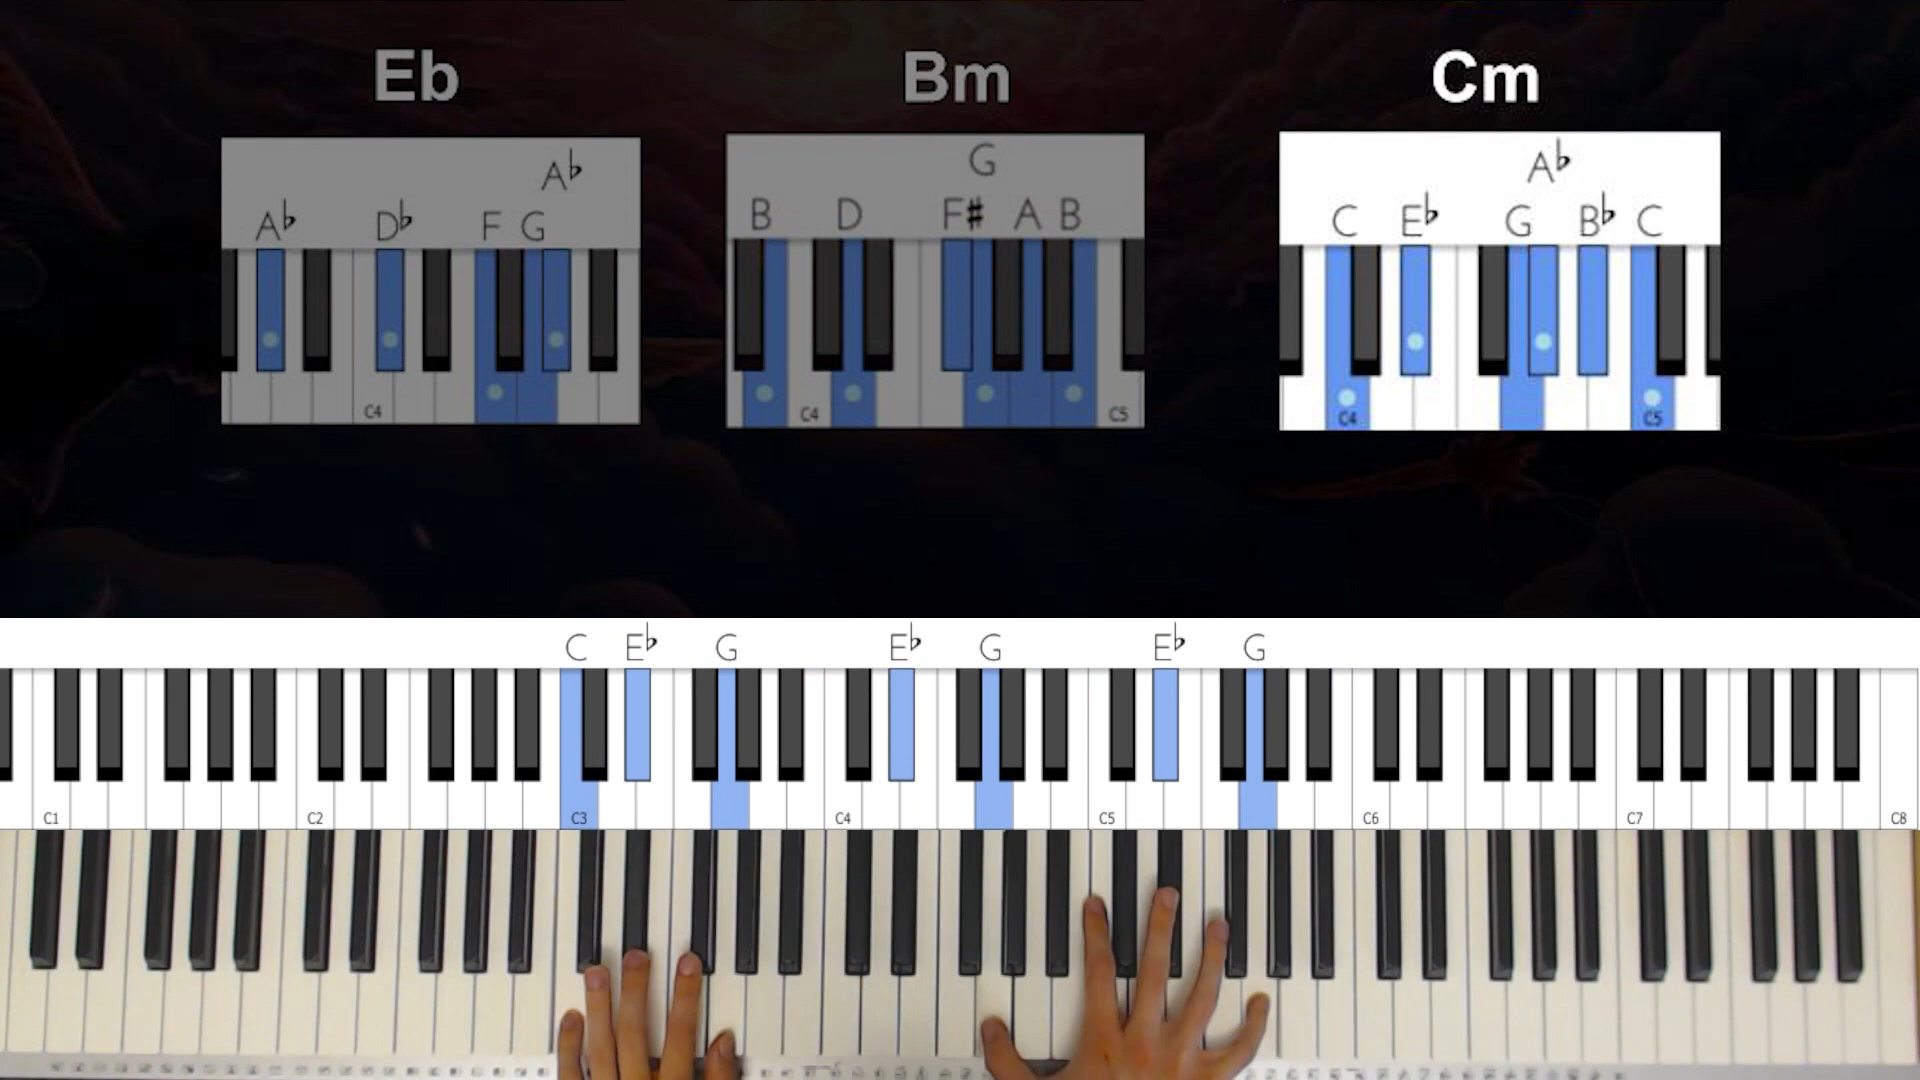 Eb Bm Cm
A♭
A♭ D♭ F G
C4
G
B D F# A B
C4 C5
A♭
C E♭ G B♭ C
C4 C5
C E♭ G E♭ G E♭ G
C1 C2 C3 C4 C5 C6 C7 C8